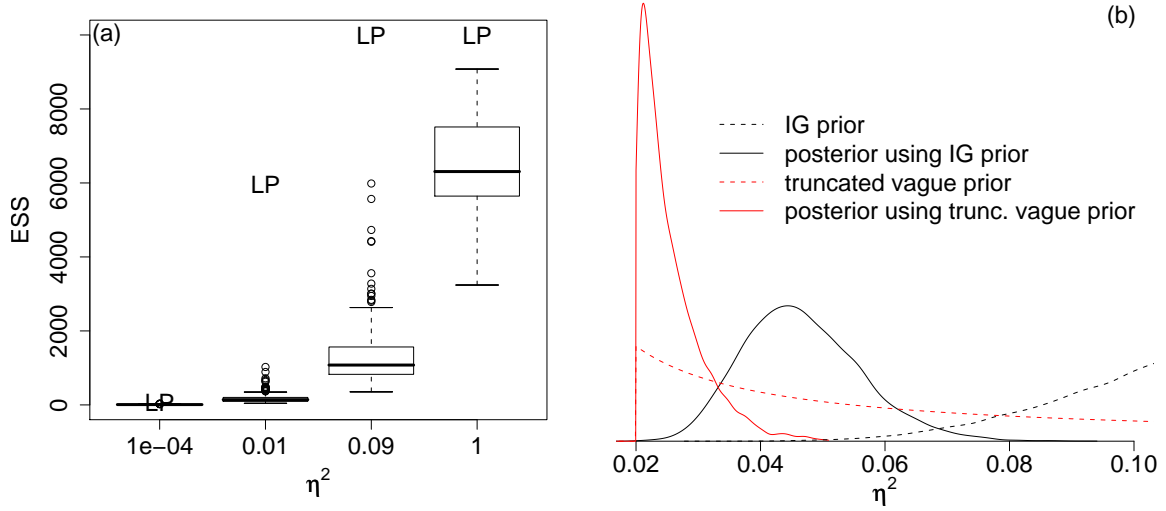 (a)
LP
LP
LP
LP
ESS
0
2000
4000
6000
8000
1e−04
0.01
0.09
1
η²
(b)
IG prior
posterior using IG prior
truncated vague prior
posterior using trunc. vague prior
0.02
0.04
0.06
0.08
0.10
η²